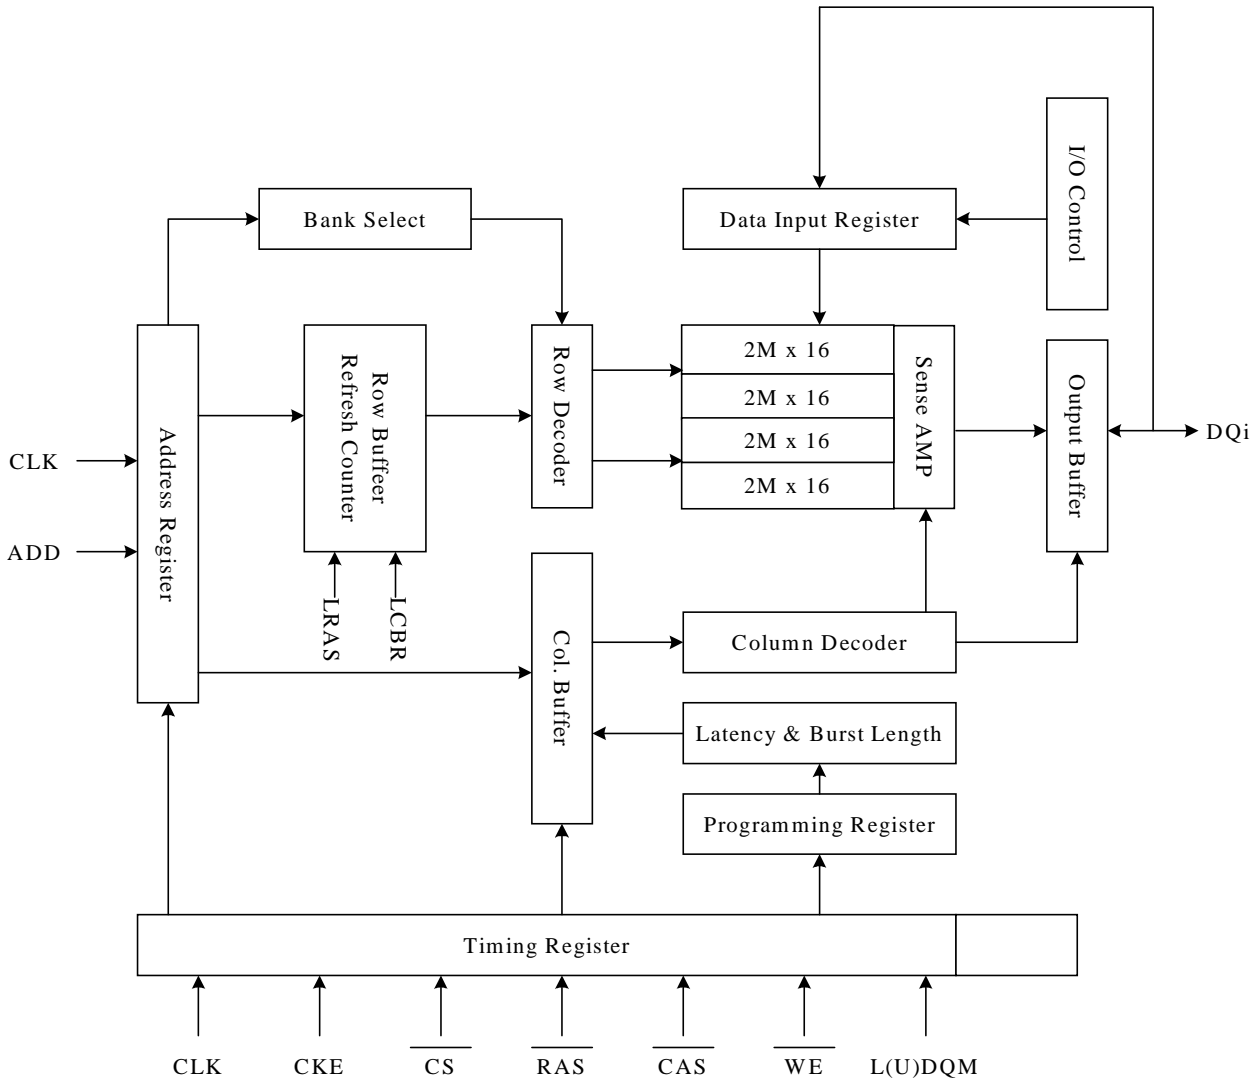 I/O Control
Bank Select
Data Input Register
Address Register
Row Buffeer
Refresh Counter
Row Decoder
2M x 16
2M x 16
2M x 16
2M x 16
Sense AMP
Output Buffer
DQi
CLK
ADD
LRAS
LCBR
Col. Buffer
Column Decoder
Latency & Burst Length
Programming Register
Timing Register
CLK
CKE
CS
RAS
CAS
WE
L(U)DQM